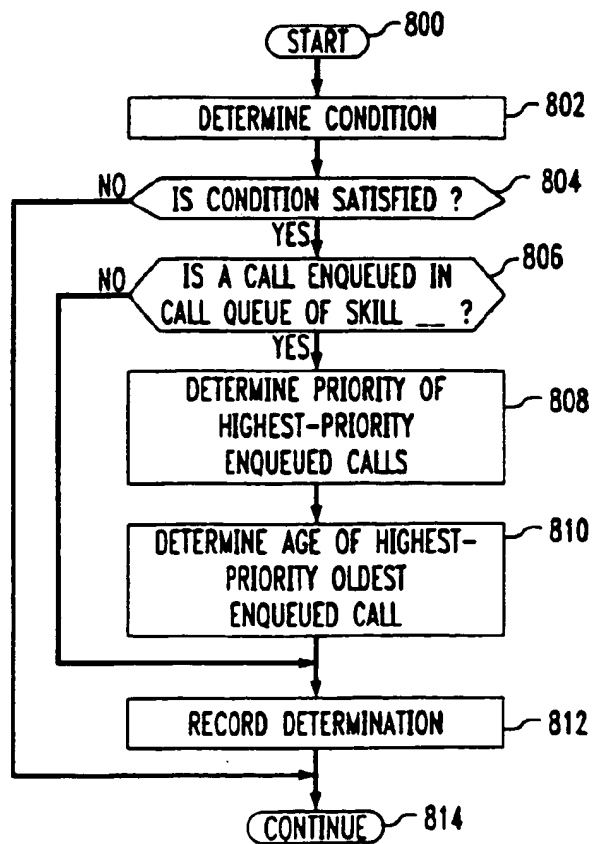 START
800
DETERMINE CONDITION
802
NO
IS CONDITION SATISFIED ?
804
YES
NO
IS A CALL ENQUEUED IN
CALL QUEUE OF SKILL __ ?
806
YES
DETERMINE PRIORITY OF
HIGHEST-PRIORITY
ENQUEUED CALLS
808
DETERMINE AGE OF HIGHEST-
PRIORITY OLDEST
ENQUEUED CALL
810
RECORD DETERMINATION
812
CONTINUE
814